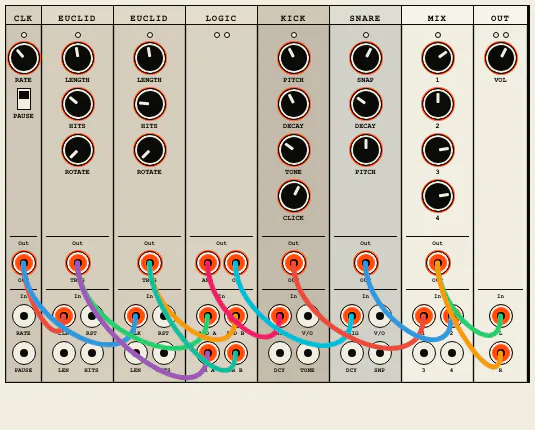 CLK EUCLID EUCLID LOGIC KICK SNARE MIX OUT
RATE LENGTH LENGTH PITCH SNAP 1 VOL
PAUSE HITS HITS DECAY DECAY 2
ROTATE ROTATE TONE PITCH 3
CLICK 4
Out Out Out Out Out Out Out
In In In In In In In
RATE RST RST V/O V/O
PAUSE LEN HITS LEN DCY TONE DCY SNP 3 4 R